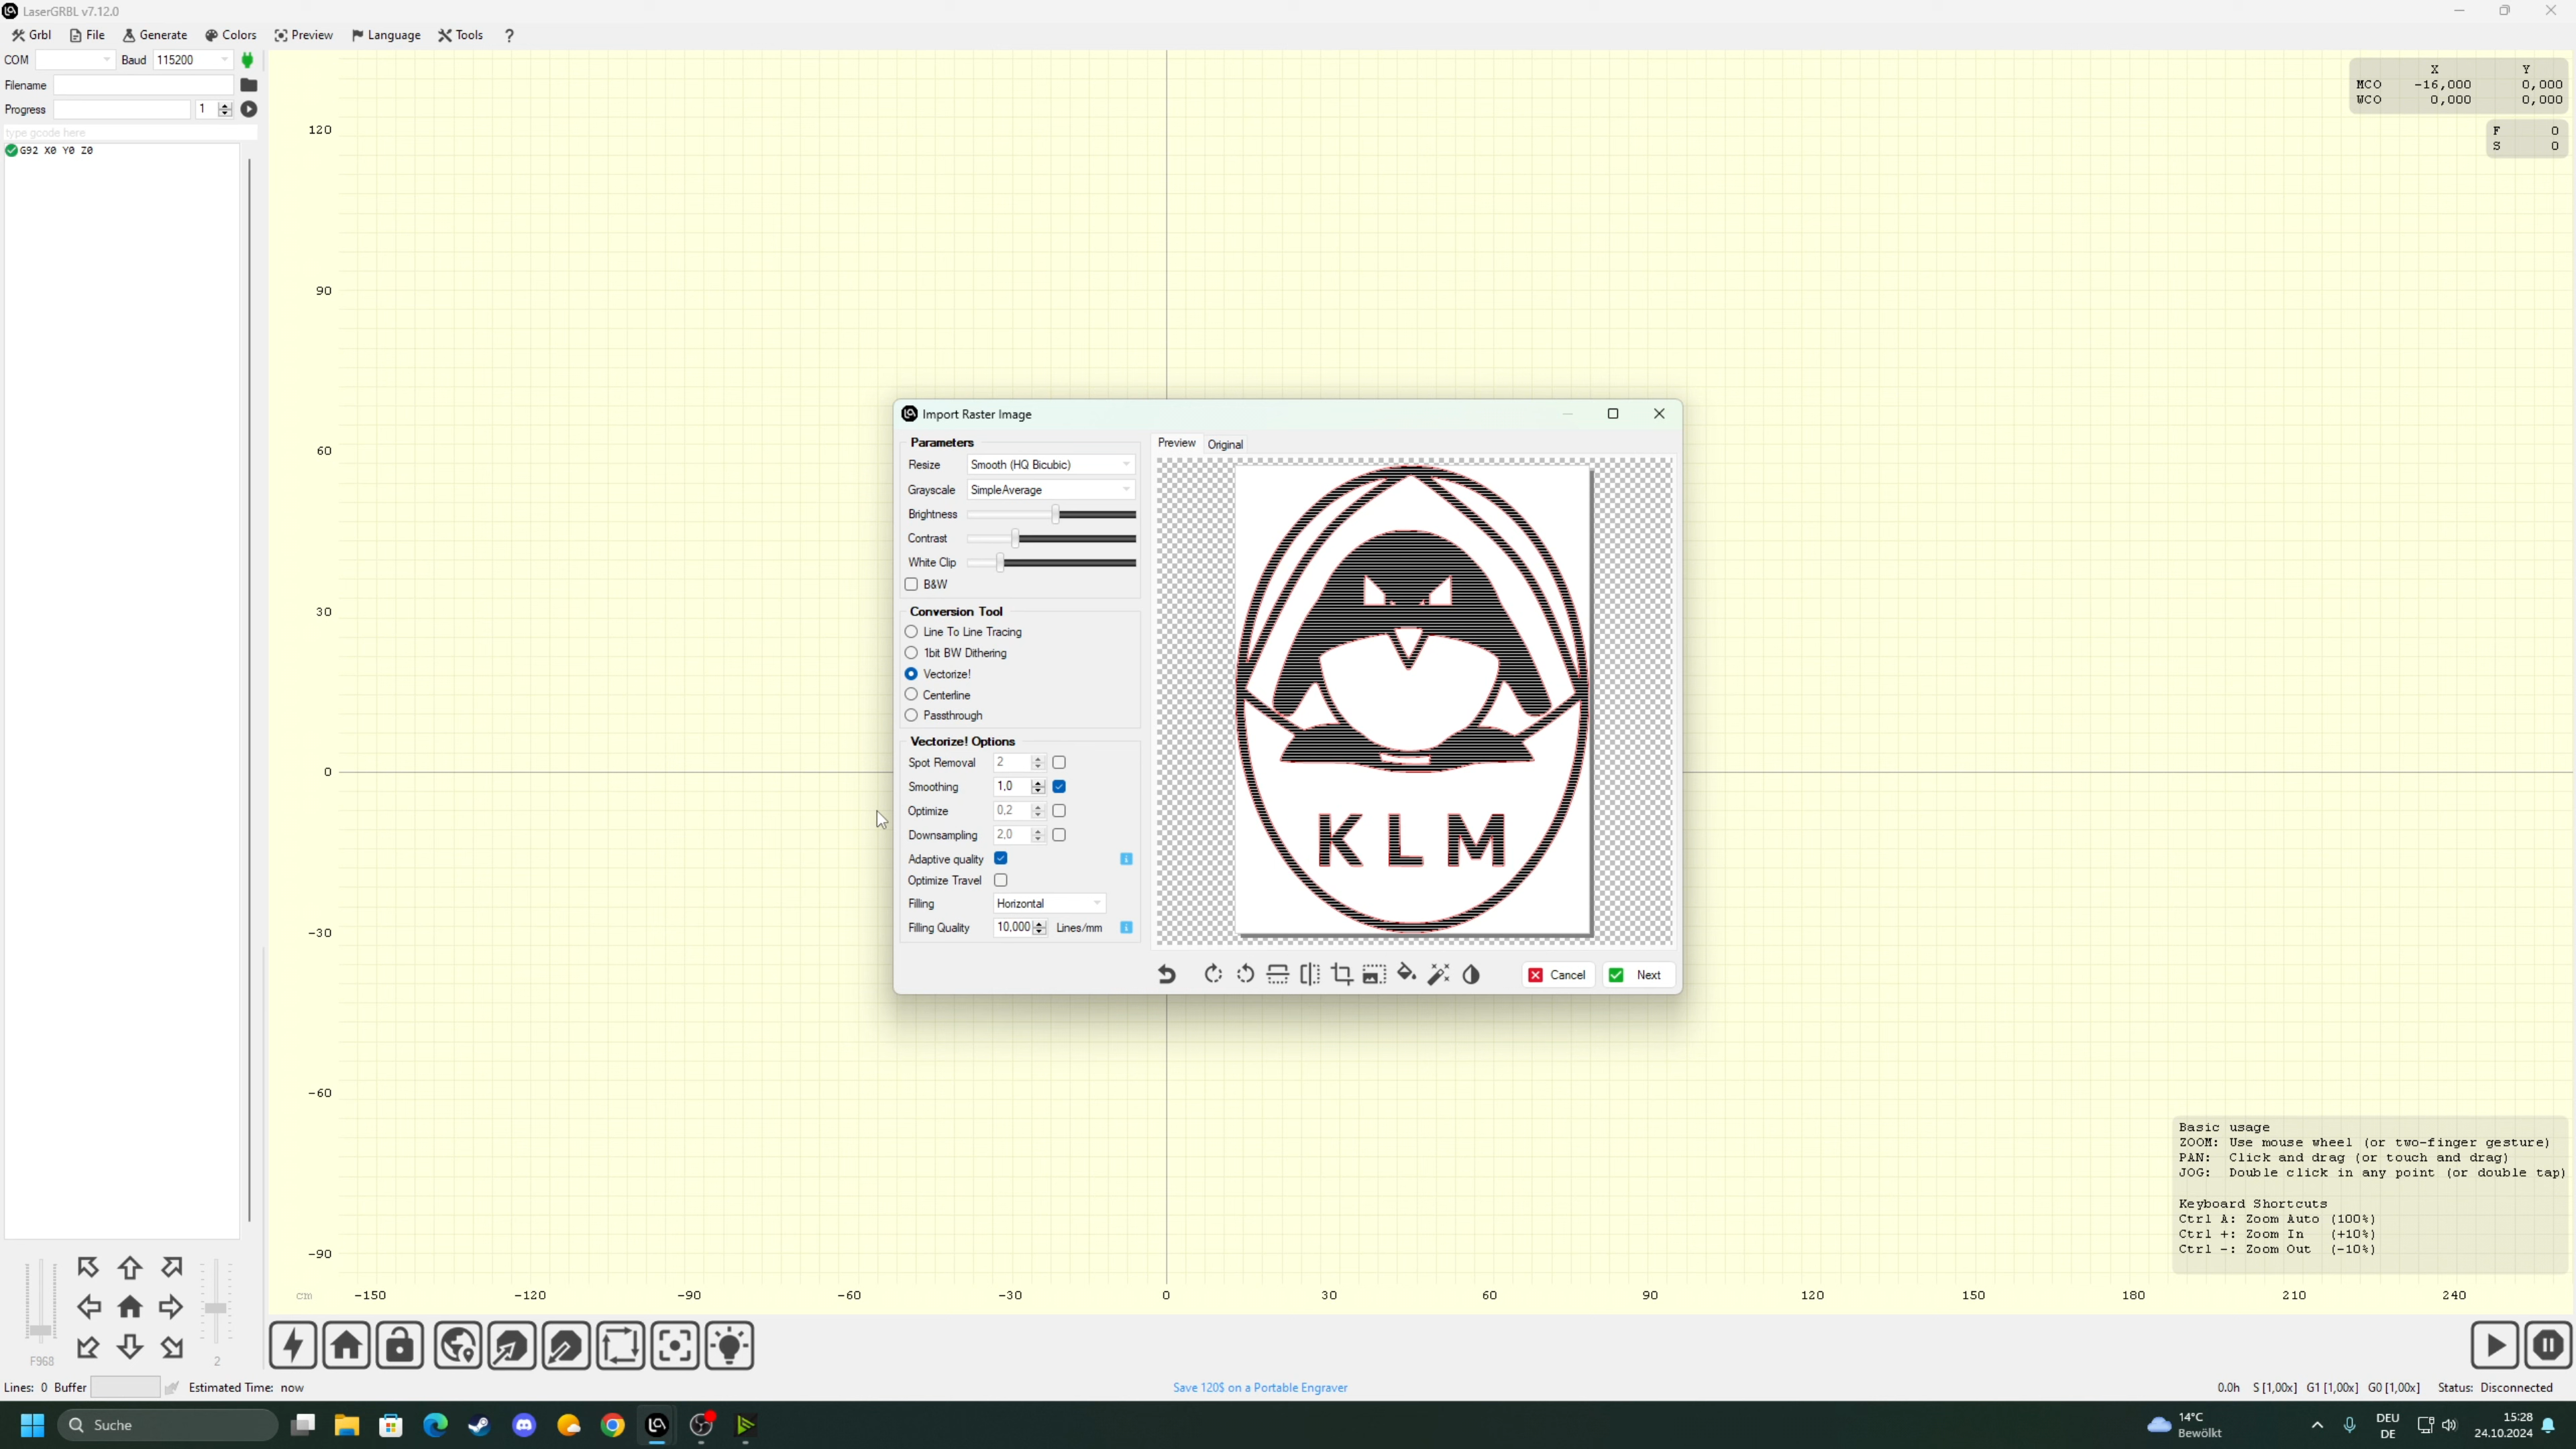 LaserGRBL v7.12.0
Grbl File Generate Colors Preview Language Tools ?
COM Baud 115200
Filename
Progress 1
type gcode here
G92 X0 Y0 Z0
X Y
MCO -16,000 0,000
WCO 0,000 0,000
F 0
S 0
120
90
60
30
0
-30
-60
-90
cm -150 -120 -90 -60 -30 0 30 60 90 120 150 180 210 240
Import Raster Image
Parameters
Resize Smooth (HQ Bicubic)
Grayscale SimpleAverage
Brightness
Contrast
White Clip
B&W
Conversion Tool
Line To Line Tracing
1bit BW Dithering
Vectorize!
Centerline
Passthrough
Vectorize! Options
Spot Removal 2
Smoothing 1,0
Optimize 0,2
Downsampling 2,0
Adaptive quality
Optimize Travel
Filling Horizontal
Filling Quality 10,000 Lines/mm
Preview Original
KLM
Cancel Next
Basic usage
ZOOM: Use mouse wheel (or two-finger gesture)
PAN: Click and drag (or touch and drag)
JOG: Double click in any point (or double tap)
Keyboard Shortcuts
Ctrl A: Zoom Auto (100%)
Ctrl +: Zoom In (+10%)
Ctrl -: Zoom Out (-10%)
F968 2
Lines: 0 Buffer Estimated Time: now
Save 120$ on a Portable Engraver
0.0h S [1,00x] G1 [1,00x] G0 [1,00x] Status: Disconnected
Suche
14°C
Bewölkt
DEU
DE
15:28
24.10.2024